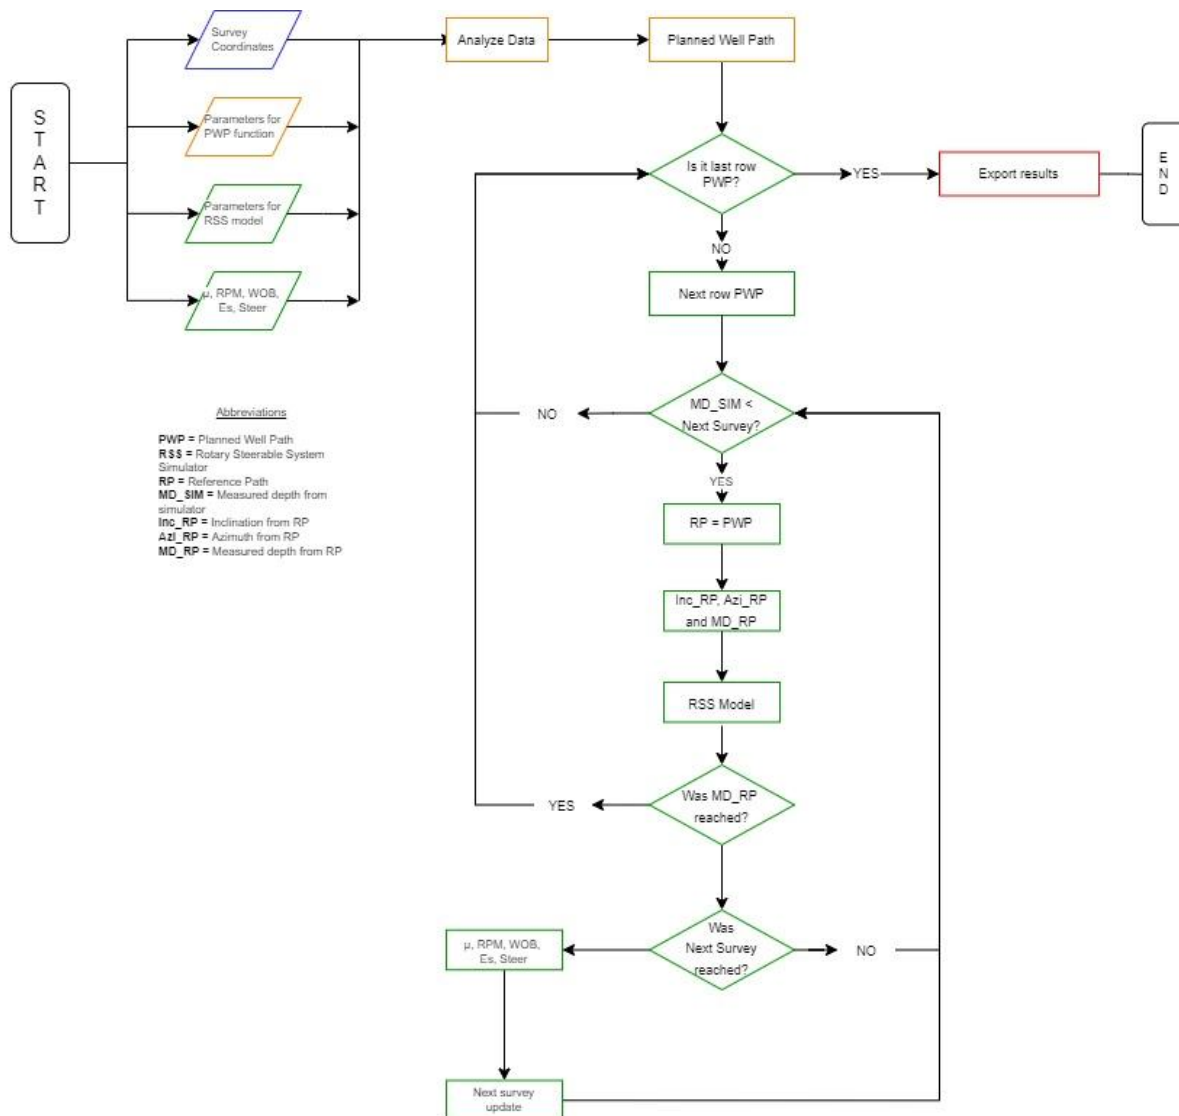 START
Survey
Coordinates
Parameters for
PWP function
Parameters for
RSS model
µ, RPM, WOB,
Es, Steer
Analyze Data
Planned Well Path
Is it last row
PWP?
YES
Export results
END
NO
Next row PWP
MD_SIM <
Next Survey?
NO
YES
RP = PWP
Inc_RP, Azi_RP
and MD_RP
RSS Model
Was MD_RP
reached?
YES
Was
Next Survey
reached?
NO
µ, RPM, WOB,
Es, Steer
Next survey
update
Abbreviations
PWP = Planned Well Path
RSS = Rotary Steerable System
Simulator
RP = Reference Path
MD_SIM = Measured depth from
simulator
Inc_RP = Inclination from RP
Azi_RP = Azimuth from RP
MD_RP = Measured depth from RP